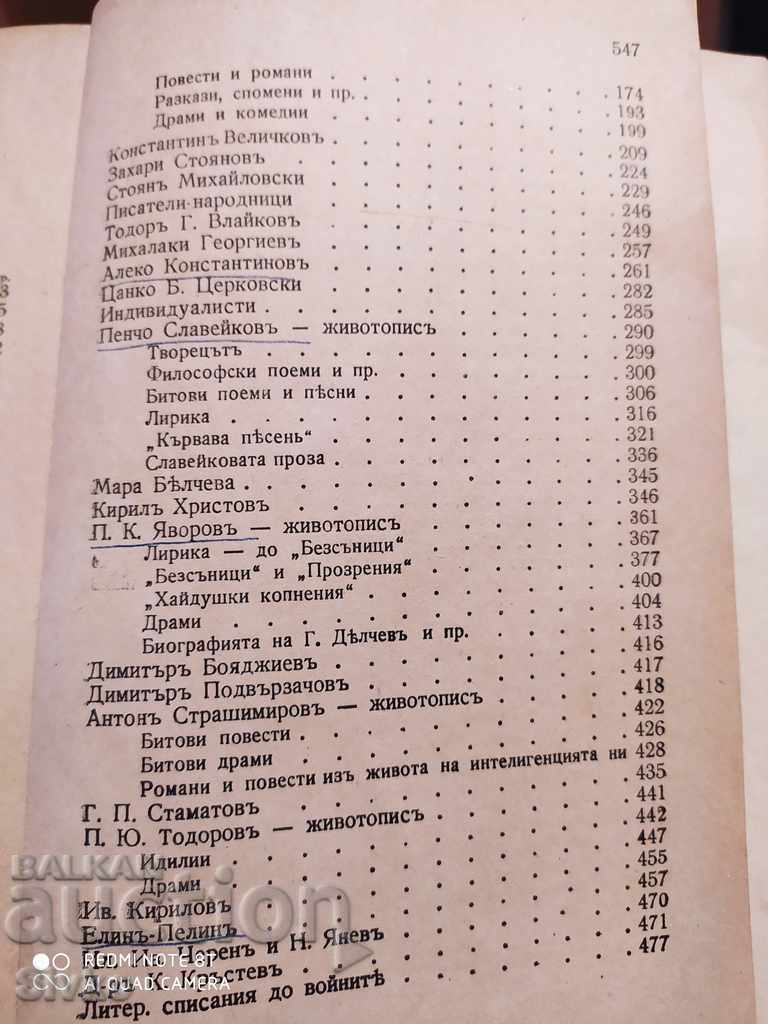 547
Повести и романи . . . . . . . . . 174
Разкази, спомени и пр. . . . . . . . 193
Драми и комедии . . . . . . . . . 199
Константинъ Величковъ . . . . . . . . 209
Захари Стояновъ . . . . . . . . . 224
Стоянъ Михайловски . . . . . . . . 229
Писатели-народници . . . . . . . . 246
Тодоръ Г. Влайковъ . . . . . . . . 249
Михалаки Георгиевъ . . . . . . . . 257
Алеко Константиновъ . . . . . . . . 261
Цанко Б. Церковски . . . . . . . . 282
Индивидуалисти . . . . . . . . . . 285
Пенчо Славейковъ — животописъ . . . . . 290
Творецътъ . . . . . . . . . . 299
Философски поеми и пр. . . . . . . . 300
Битови поеми и пѣсни . . . . . . . . 306
Лирика . . . . . . . . . . . 316
„Кървава пѣсень“ . . . . . . . . 321
Славейковата проза . . . . . . . . 336
Мара Бѣлчева . . . . . . . . . . 345
Кирилъ Христовъ . . . . . . . . . 346
П. К. Яворовъ — животописъ . . . . . . 361
Лирика — до „Безсъници“ . . . . . . 367
„Безсъници“ и „Прозрения“ . . . . . . 377
„Хайдушки копнения“ . . . . . . . . 400
Драми . . . . . . . . . . . 404
Биографията на Г. Дѣлчевъ и пр. . . . . 413
Димитъръ Бояджиевъ . . . . . . . . 416
Димитъръ Подвързачовъ . . . . . . . 417
Антонъ Страшимировъ — животописъ . . . . 418
Битови повести . . . . . . . . . 422
Битови драми . . . . . . . . . 426
Романи и повести изъ живота на интелигенцията ни 428
Г. П. Стаматовъ . . . . . . . . . 435
П. Ю. Тодоровъ — животописъ . . . . . . 441
Идилии . . . . . . . . . . . 442
Драми . . . . . . . . . . . 447
Ив. Кириловъ . . . . . . . . . . 455
Елинъ-Пелинъ . . . . . . . . . . 457
и Н. Яневъ . . . . . . . 470
Д-ръ К. Кръстевъ . . . . . . . . . 471
Литер. списания до войнитѣ . . . . . . 477
BALKAN
auction
REDMI NOTE 8T
AI QUAD CAMERA